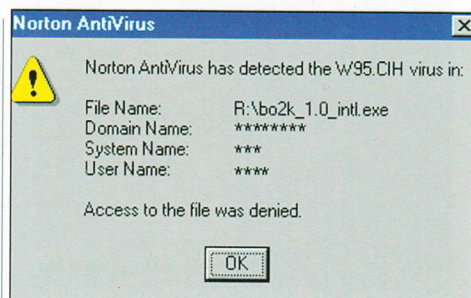 Norton AntiVirus
Norton AntiVirus has detected the W95.CIH virus in:
File Name: R:\bo2k_1.0_intl.exe
Domain Name: ********
System Name: ***
User Name: ****
Access to the file was denied.
OK